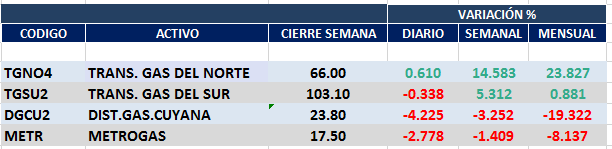 VARIACIÓN %
CODIGO ACTIVO CIERRE SEMANA DIARIO SEMANAL MENSUAL
TGNO4 TRANS. GAS DEL NORTE 66.00 0.610 14.583 23.827
TGSU2 TRANS. GAS DEL SUR 103.10 -0.338 5.312 0.881
DGCU2 DIST.GAS.CUYANA 23.80 -4.225 -3.252 -19.322
METR METROGAS 17.50 -2.778 -1.409 -8.137